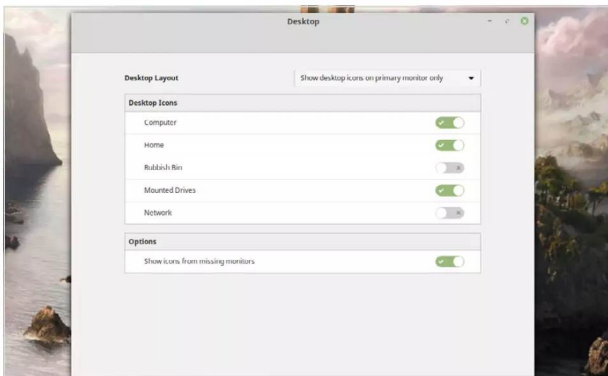 Desktop
Desktop Layout
Show desktop icons on primary monitor only
Desktop Icons
Computer
Home
Rubbish Bin
Mounted Drives
Network
Options
Show icons from missing monitors